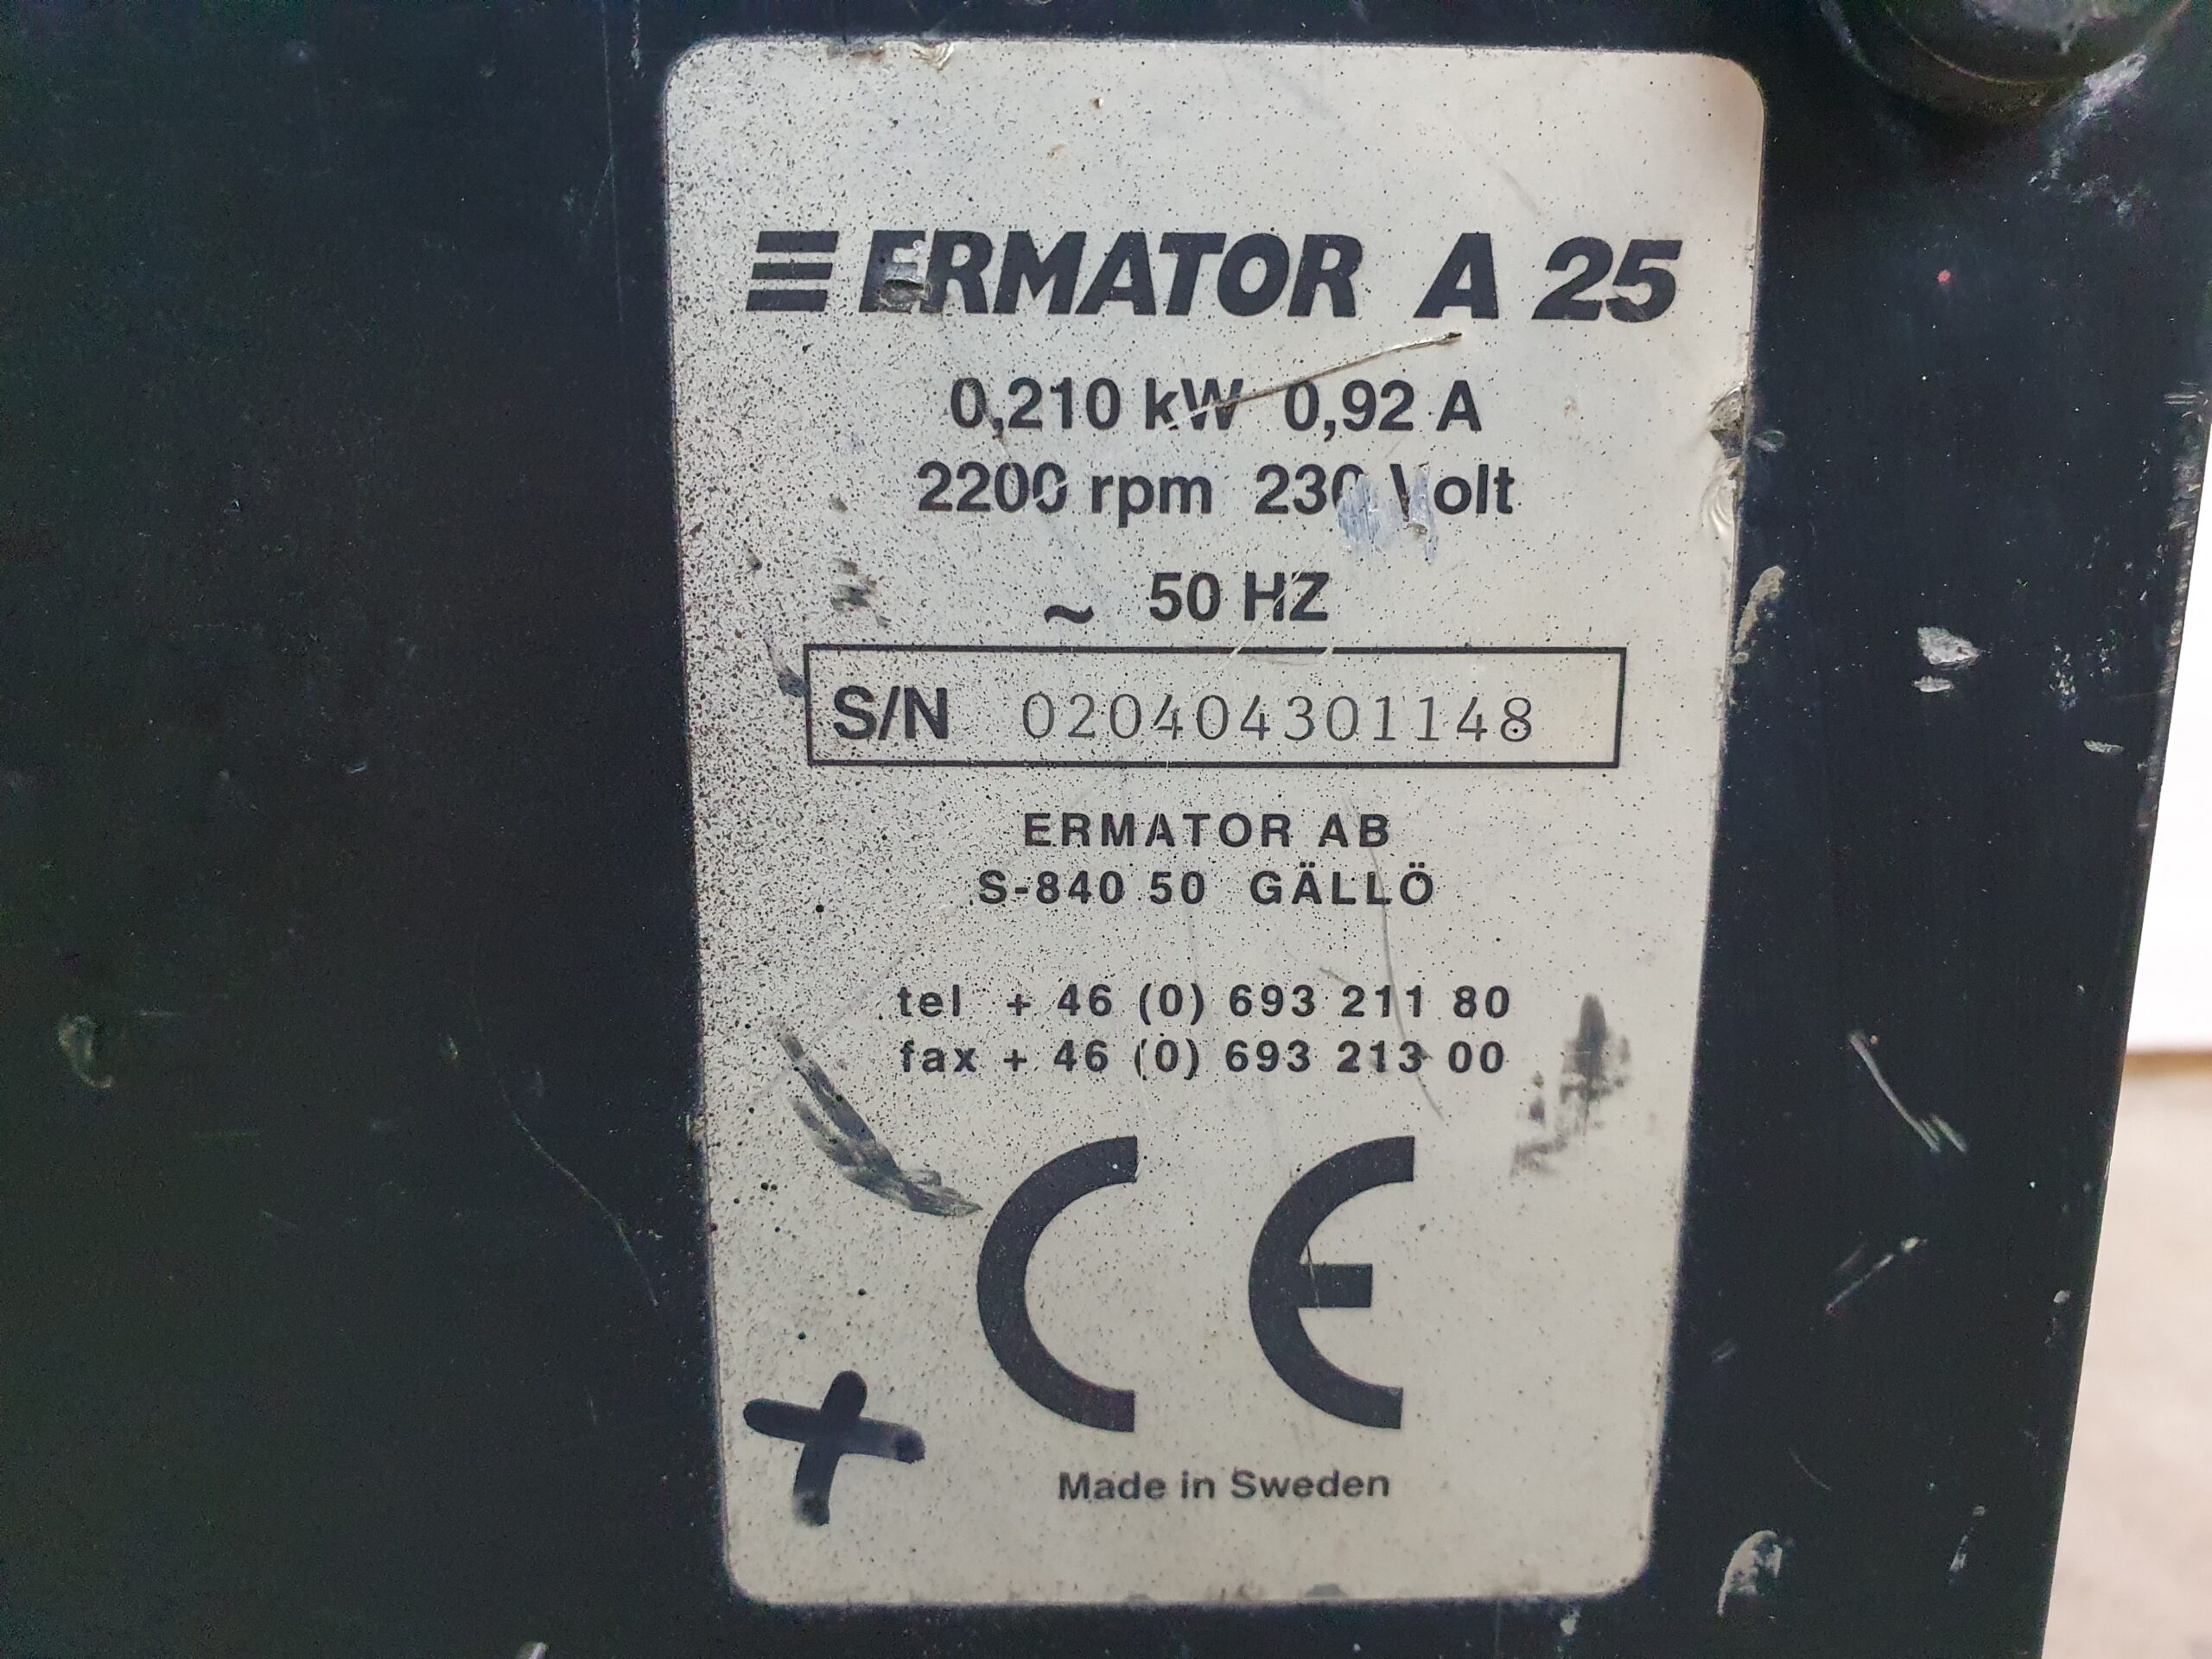 ERMATOR A 25
0,210 kW 0,92 A
2200 rpm 230 Volt
~ 50 HZ
S/N 020404301148
ERMATOR AB
S-840 50 GÄLLÖ
tel + 46 (0) 693 211 80
fax + 46 (0) 693 213 00
CE
Made in Sweden